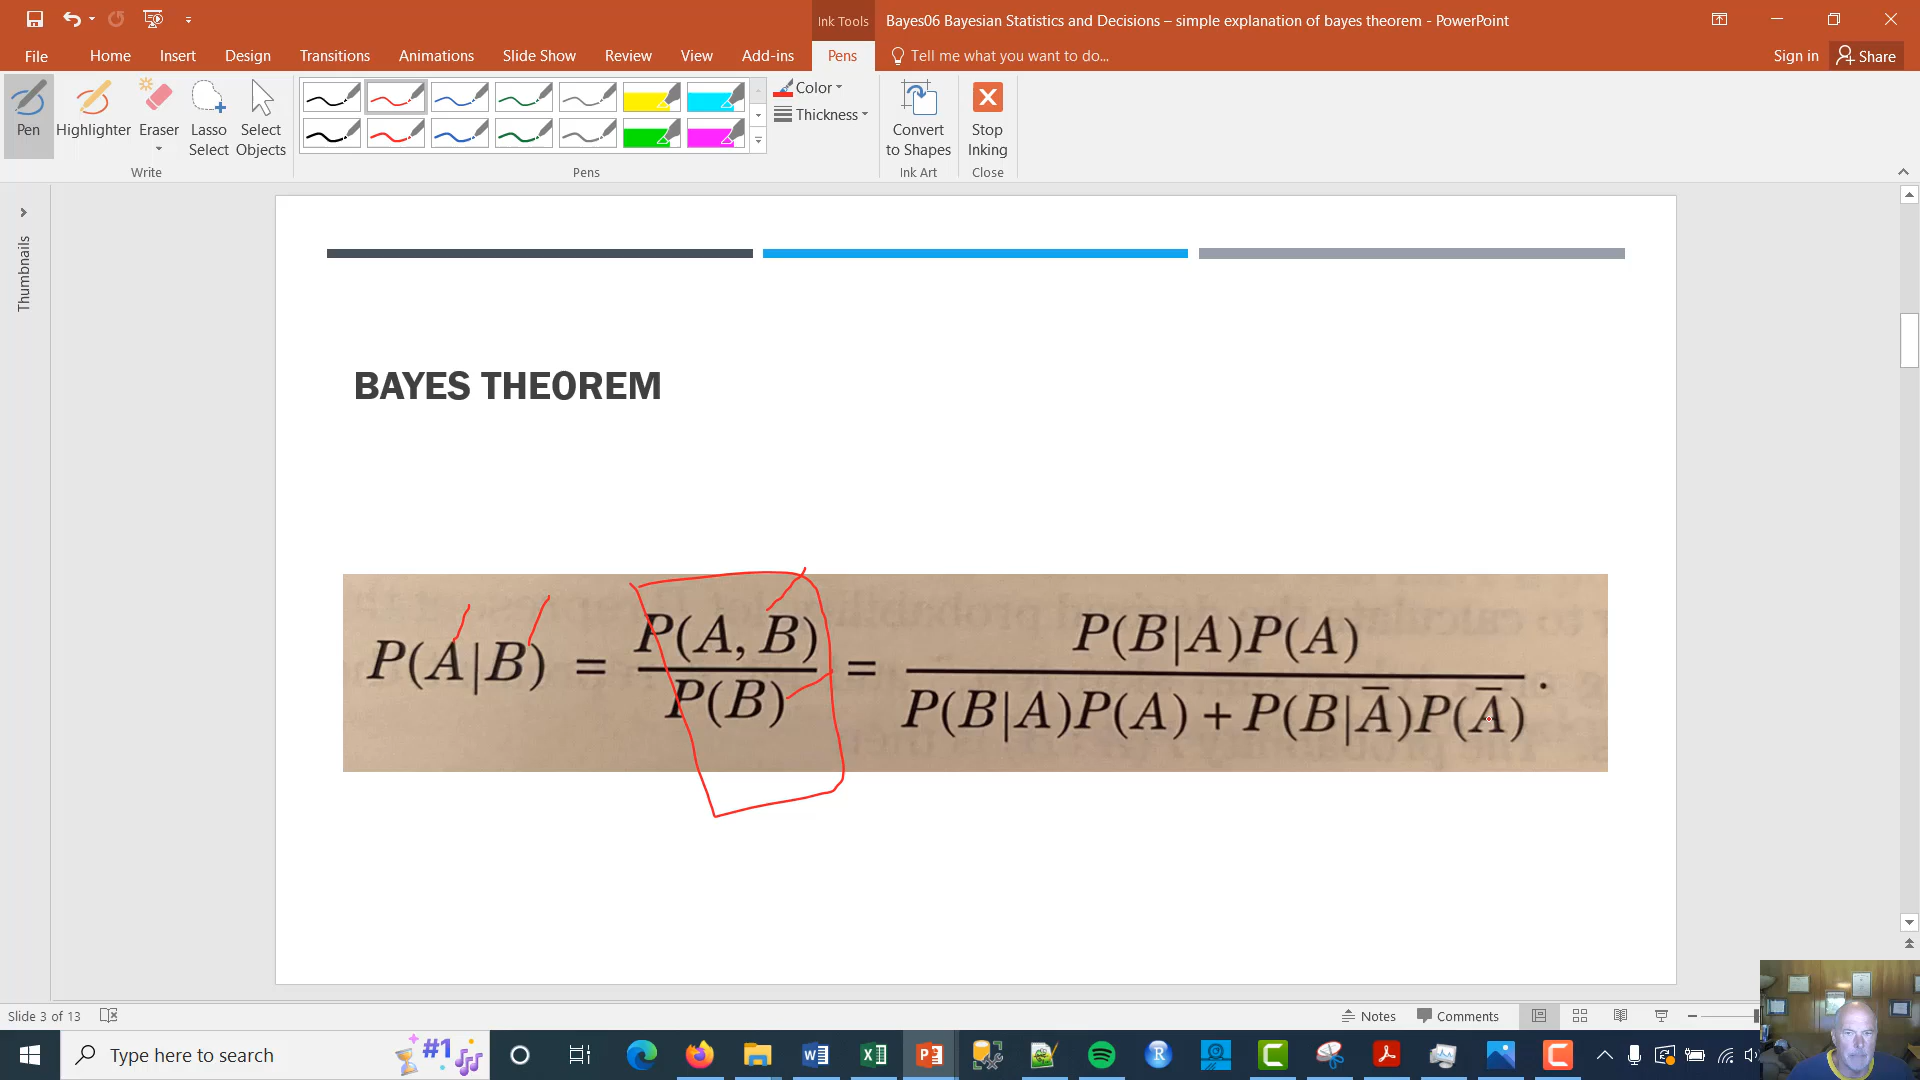 Ink Tools
Bayes06 Bayesian Statistics and Decisions – simple explanation of bayes theorem - PowerPoint
File Home Insert Design Transitions Animations Slide Show Review View Add-ins Pens Tell me what you want to do... Sign in Share
Pen Highlighter Eraser Lasso Select Select Objects
Color
Thickness
Convert to Shapes
Stop Inking
Write Pens Ink Art Close
Thumbnails
BAYES THEOREM
P(A|B) = P(A, B) / P(B) = P(B|A)P(A) / P(B|A)P(A) + P(B|A̅)P(A̅) .
Slide 3 of 13 Notes Comments
Type here to search #1